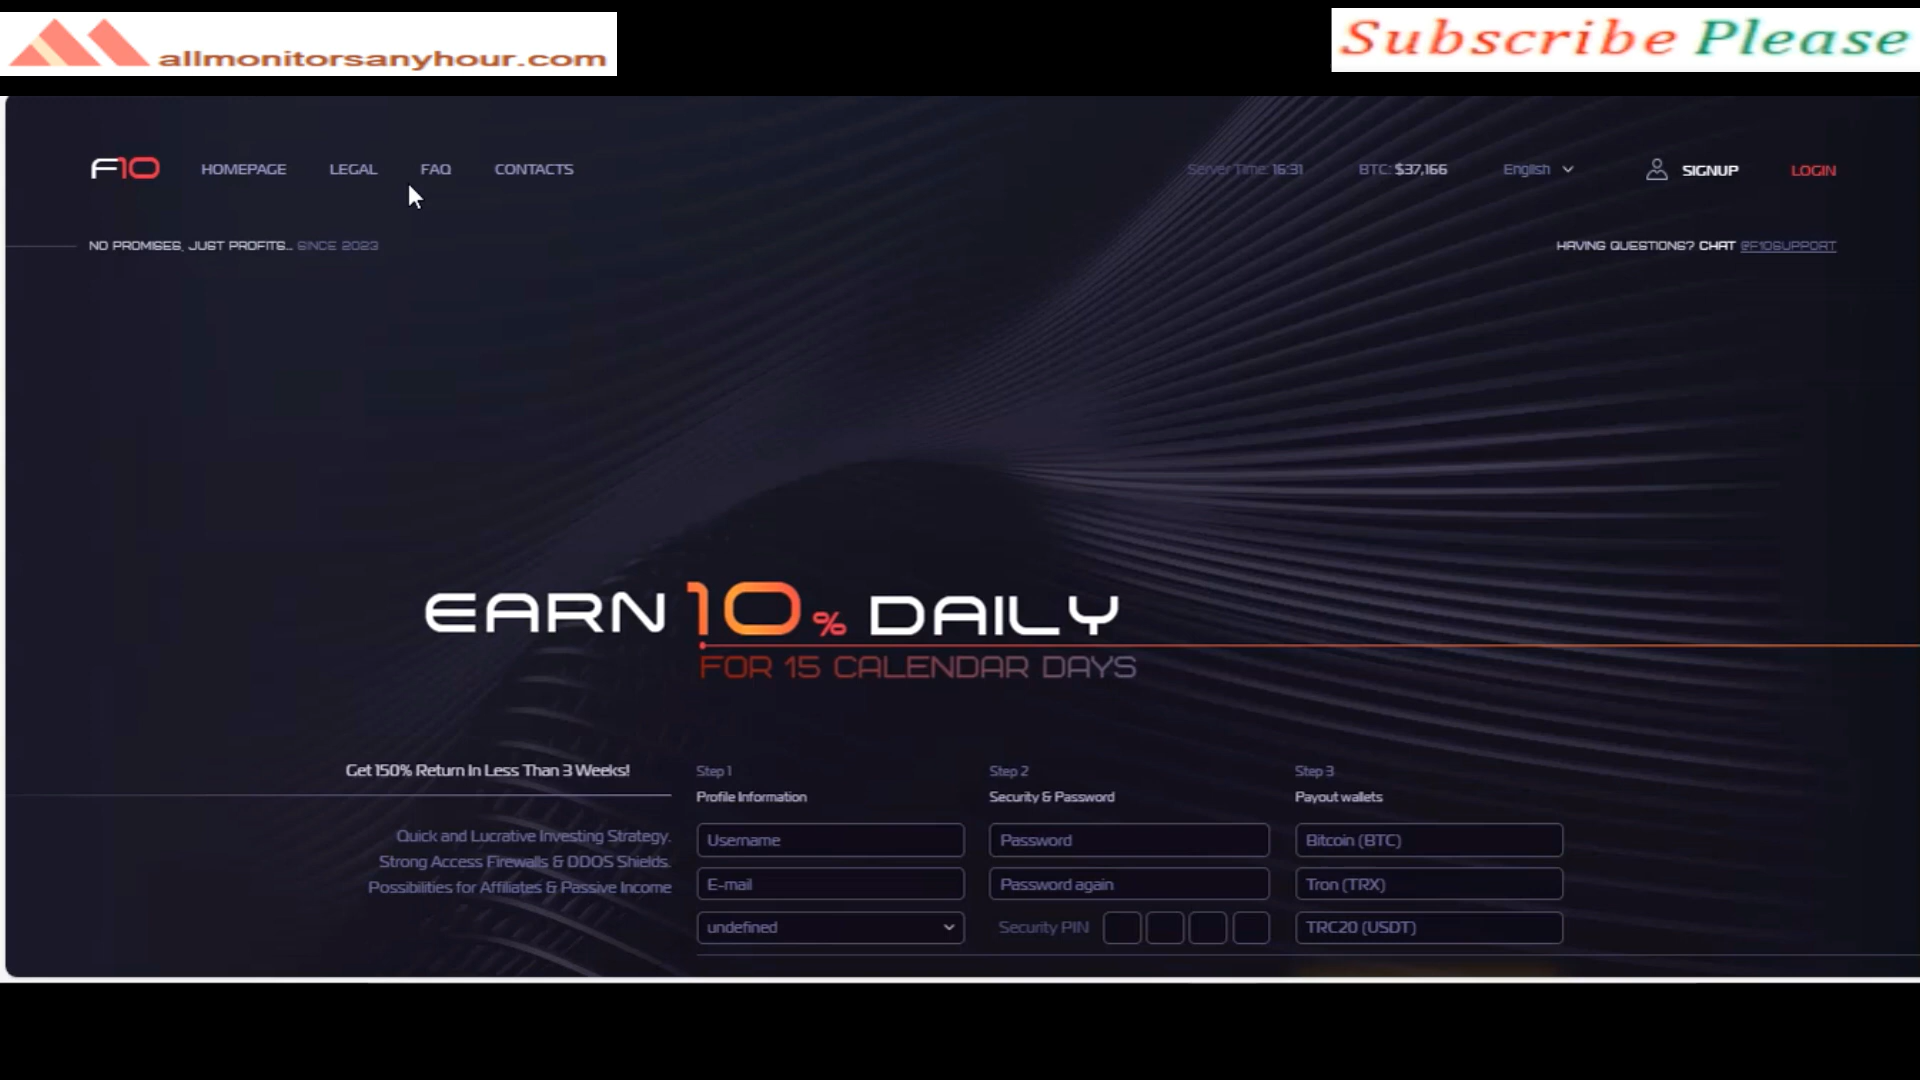 allmonitorsanyhour.com
Subscribe Please
F10 HOMEPAGE LEGAL FAQ CONTACTS Server Time: 16:31 BTC: $37,166 English SIGNUP LOGIN
NO PROMISES, JUST PROFITS... SINCE 2023
HAVING QUESTIONS? CHAT @F10SUPPORT
EARN 10% DAILY
FOR 15 CALENDAR DAYS
Get 150% Return In Less Than 3 Weeks!
Quick and Lucrative Investing Strategy.
Strong Access Firewalls & DDOS Shields.
Possibilities for Affiliates & Passive Income
Step 1
Profile Information
Username
E-mail
undefined
Step 2
Security & Password
Password
Password again
Security PIN
Step 3
Payout wallets
Bitcoin (BTC)
Tron (TRX)
TRC20 (USDT)